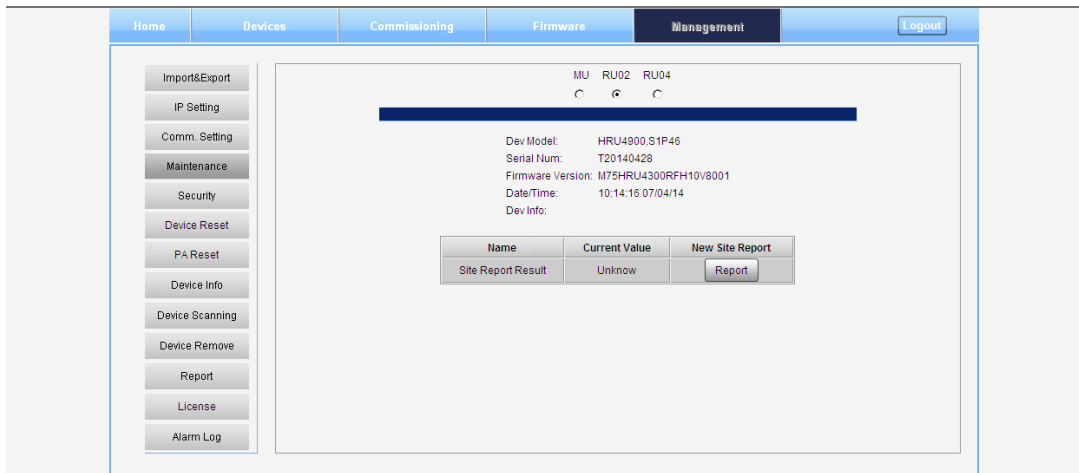 Home Devices Commissioning Firmware Management Logout
Import&Export
IP Setting
Comm. Setting
Maintenance
Security
Device Reset
PA Reset
Device Info
Device Scanning
Device Remove
Report
License
Alarm Log
MU RU02 RU04
Dev Model: HRU4900,S1P46
Serial Num: T20140428
Firmware Version: M75HRU4300RFH10V8001
Date/Time: 10:14:16 07/04/14
Dev Info:
Name Current Value New Site Report
Site Report Result Unknow Report